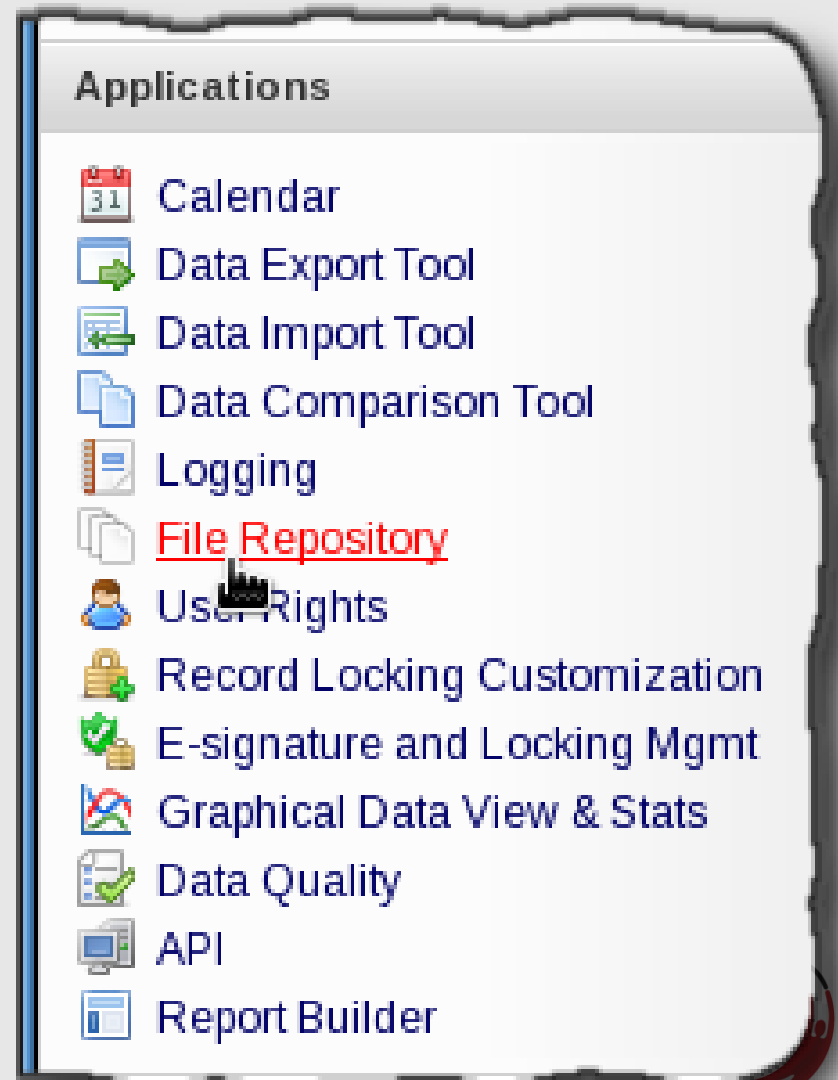 Applications
31
Calendar
Data Export Tool
Data Import Tool
Data Comparison Tool
Logging
File Repository
User Rights
Record Locking Customization
E-signature and Locking Mgmt
Graphical Data View & Stats
Data Quality
API
Report Builder